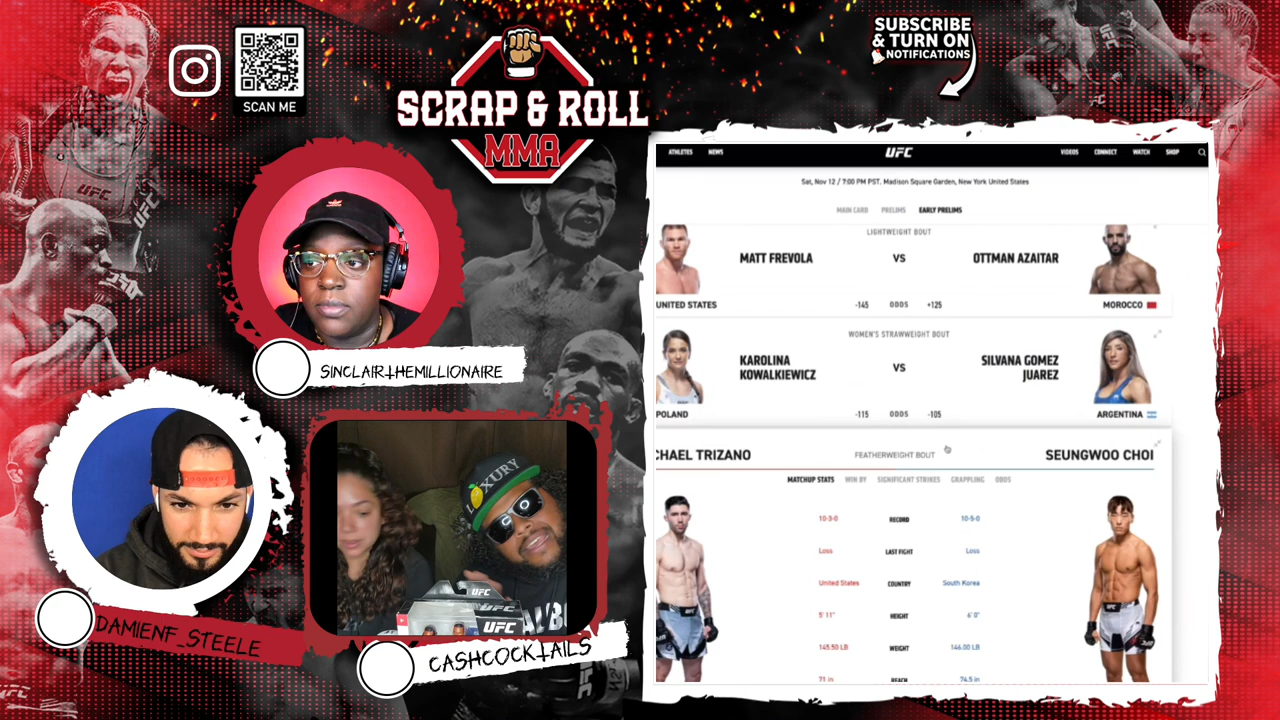 SCAN ME
SCRAP & ROLL
MMA
SUBSCRIBE
& TURN ON
NOTIFICATIONS
SINCLAIRTHEMILLIONAIRE
DAMIENF_STEELE
CASHCOCKTAILS
UXURY
UFC
UFC
ATHLETES NEWS UFC VIDEOS CONNECT WATCH SHOP
Sat, Nov 12 / 7:00 PM PST, Madison Square Garden, New York United States
MAIN CARD PRELIMS EARLY PRELIMS
LIGHTWEIGHT BOUT
MATT FREVOLA VS OTTMAN AZAITAR
UNITED STATES -145 ODDS +125 MOROCCO
WOMEN'S STRAWWEIGHT BOUT
KAROLINA KOWALKIEWICZ VS SILVANA GOMEZ JUAREZ
POLAND -115 ODDS -105 ARGENTINA
CHAEL TRIZANO FEATHERWEIGHT BOUT SEUNGWOO CHOI
MATCHUP STATS WIN BY SIGNIFICANT STRIKES GRAPPLING ODDS
10-3-0 RECORD 10-5-0
Loss LAST FIGHT Loss
United States COUNTRY South Korea
5' 11" HEIGHT 6' 0"
145.50 LB WEIGHT 146.00 LB
71 in REACH 74.5 in